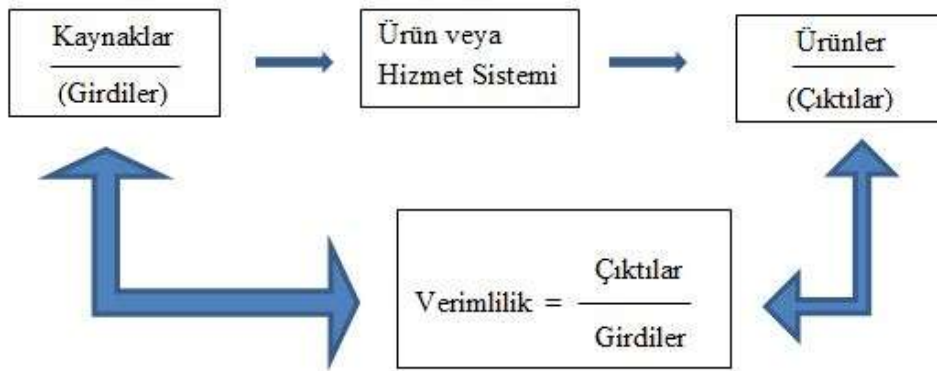 Kaynaklar
(Girdiler)
Ürün veya
Hizmet Sistemi
Ürünler
(Çıktılar)
Verimlilik = Çıktılar
Girdiler